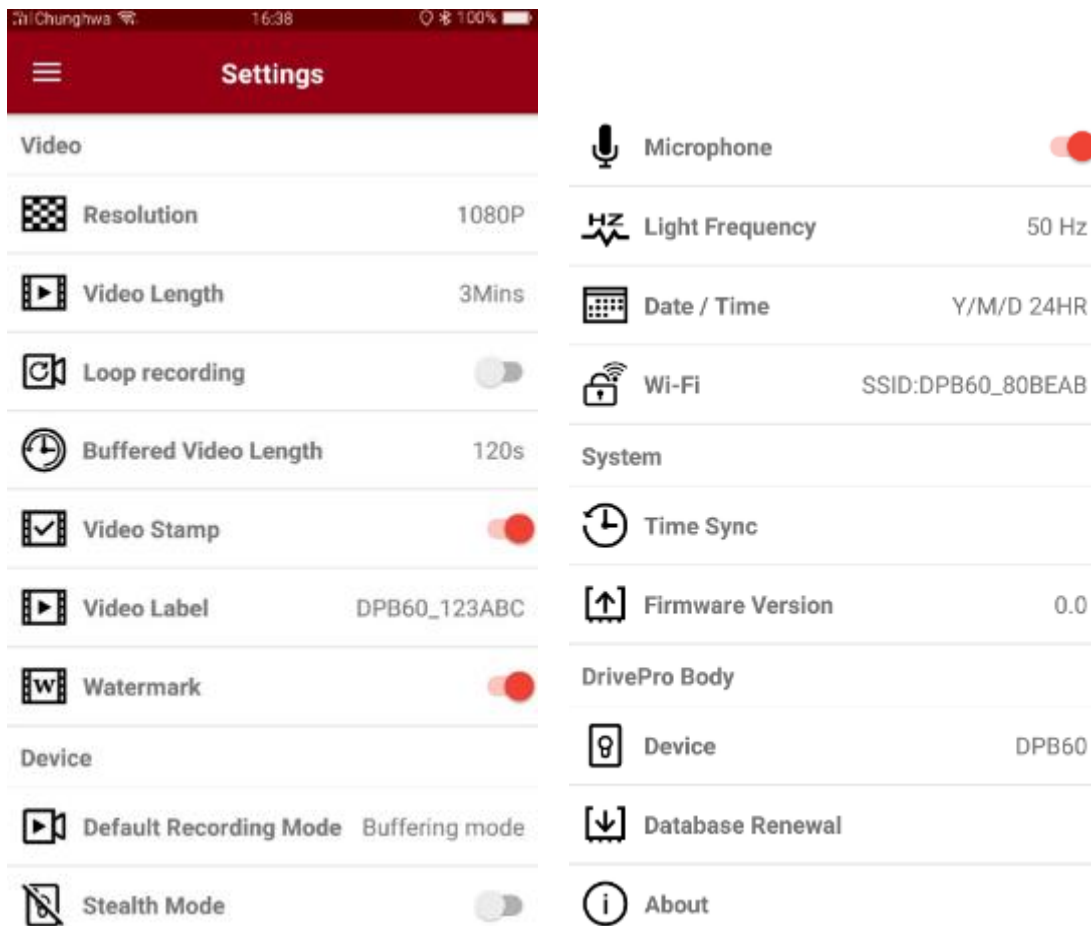 Chunghwa 16:38 100%
Settings
Video
Resolution 1080P
Video Length 3Mins
Loop recording
Buffered Video Length 120s
Video Stamp
Video Label DPB60_123ABC
W Watermark
Device
Default Recording Mode Buffering mode
Stealth Mode
Microphone
HZ Light Frequency 50 Hz
Date / Time Y/M/D 24HR
Wi-Fi SSID:DPB60_80BEAB
System
Time Sync
Firmware Version 0.0
DrivePro Body
Device DPB60
Database Renewal
i About